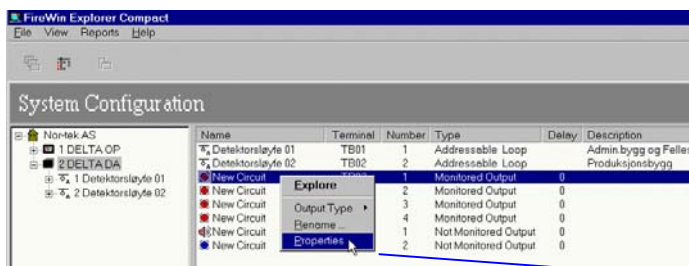 FireWin Explorer Compact
File View Reports Help
System Configuration
Nor-tek AS
1 DELTA OP
2 DELTA DA
1 Detektorsløyfe 01
2 Detektorsløyfe 02
Name Terminal Number Type Delay Description
Detektorsløyfe 01 TB01 1 Addressable Loop Admin.bygg og Felles
Detektorsløyfe 02 TB02 2 Addressable Loop Produksjonsbygg
New Circuit 1 Monitored Output 0
New Circuit 2 Monitored Output 0
New Circuit 3 Monitored Output 0
New Circuit 4 Monitored Output 0
New Circuit 1 Not Monitored Output 0
New Circuit 2 Not Monitored Output 0
Explore
Output Type
Rename ...
Properties